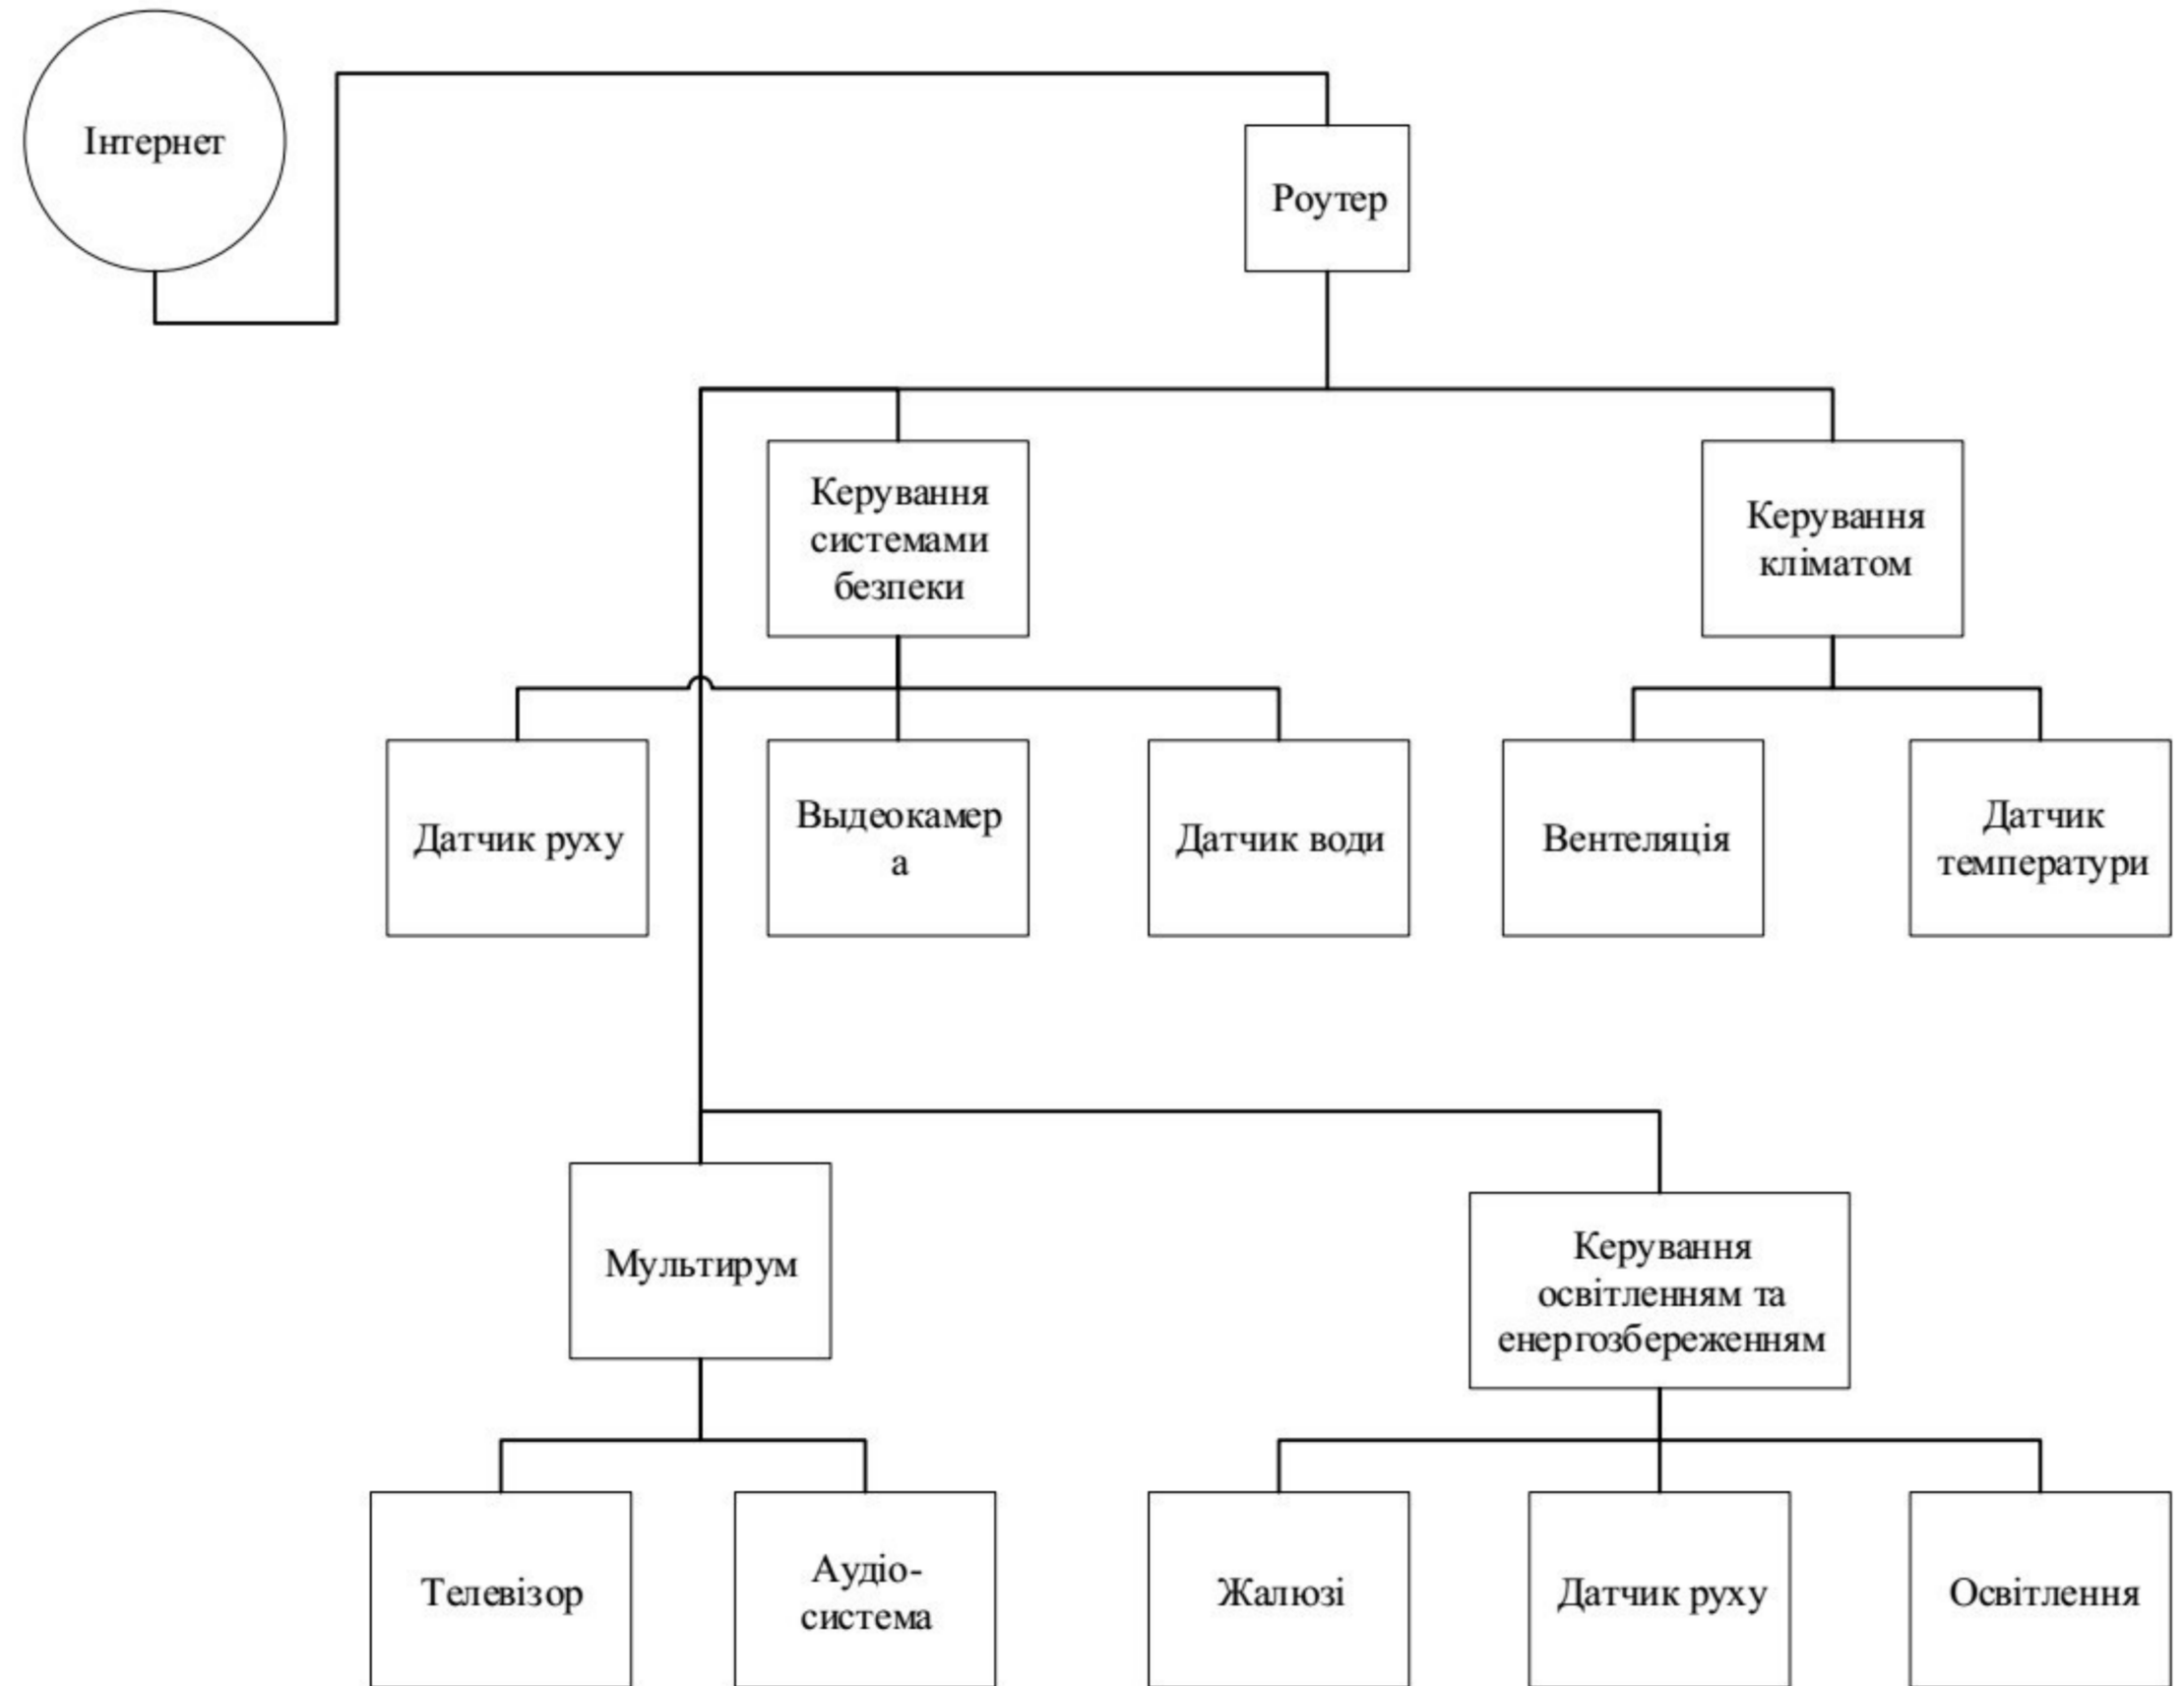 Інтернет
Роутер
Керування
системами
безпеки
Керування
кліматом
Датчик руху
Выдеокамер
а
Датчик води
Вентеляція
Датчик
температури
Мультирум
Керування
освітленням та
енергозбереженням
Телевізор
Аудіо-
система
Жалюзі
Датчик руху
Освітлення